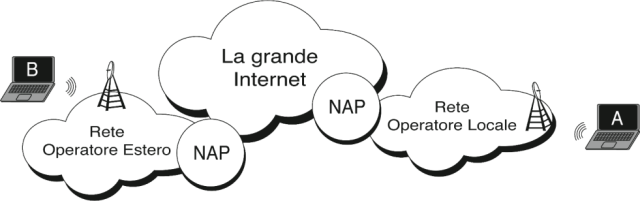 B
La grande
Internet
NAP
Rete
Operatore Locale
A
Rete
Operatore Estero
NAP